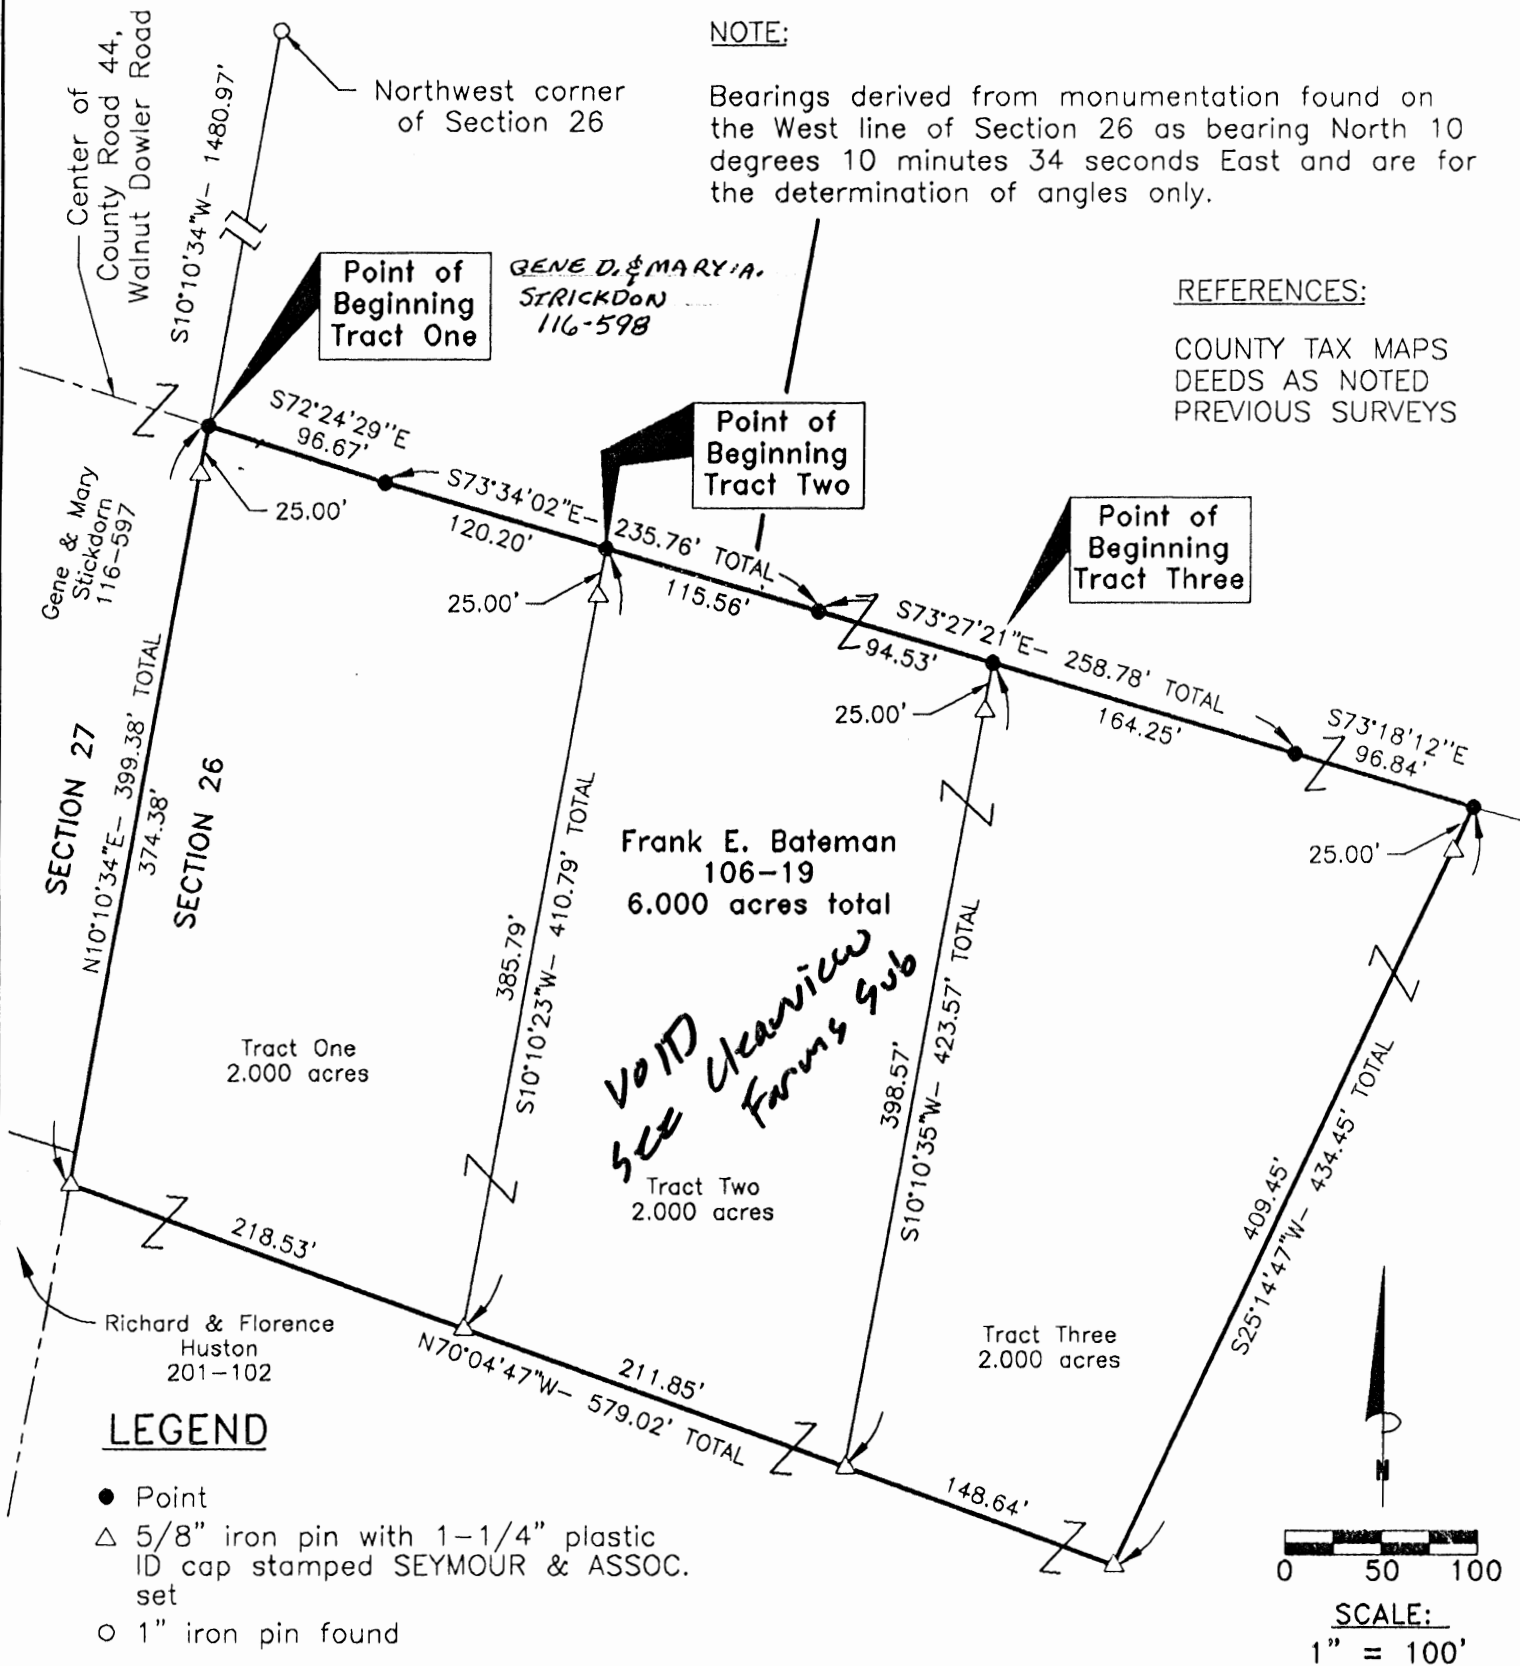 NOTE:
Bearings derived from monumentation found on
the West line of Section 26 as bearing North 10
degrees 10 minutes 34 seconds East and are for
the determination of angles only.
Center of
County Road 44,
Walnut Dowler Road
S10°10'34"W- 1480.97'
Northwest corner
of Section 26
REFERENCES:
COUNTY TAX MAPS
DEEDS AS NOTED
PREVIOUS SURVEYS
Point of
Beginning
Tract One
GENE D. & MARY A.
STRICKDON
116-598
Point of
Beginning
Tract Two
Point of
Beginning
Tract Three
S72°24'29"E
96.67'
S73°34'02"E- 235.76' TOTAL
120.20'
115.56'
S73°27'21"E- 258.78' TOTAL
94.53'
164.25'
S73°18'12"E
96.84'
25.00'
25.00'
25.00'
25.00'
Gene & Mary
Stickdorn
116-597
SECTION 27
N10°10'34"E- 399.38' TOTAL
374.38'
SECTION 26
385.79'
S10°10'23"W- 410.79' TOTAL
Frank E. Bateman
106-19
6.000 acres total
VOID
SEE Clearview
Farms Sub
398.57'
S10°10'35"W- 423.57' TOTAL
409.45'
S25°14'47"W- 434.45' TOTAL
Tract One
2.000 acres
Tract Two
2.000 acres
Tract Three
2.000 acres
218.53'
N70°04'47"W- 579.02' TOTAL
211.85'
148.64'
Richard & Florence
Huston
201-102
LEGEND
Point
5/8" iron pin with 1-1/4" plastic
ID cap stamped SEYMOUR & ASSOC.
set
1" iron pin found
N
0 50 100
SCALE:
1" = 100'